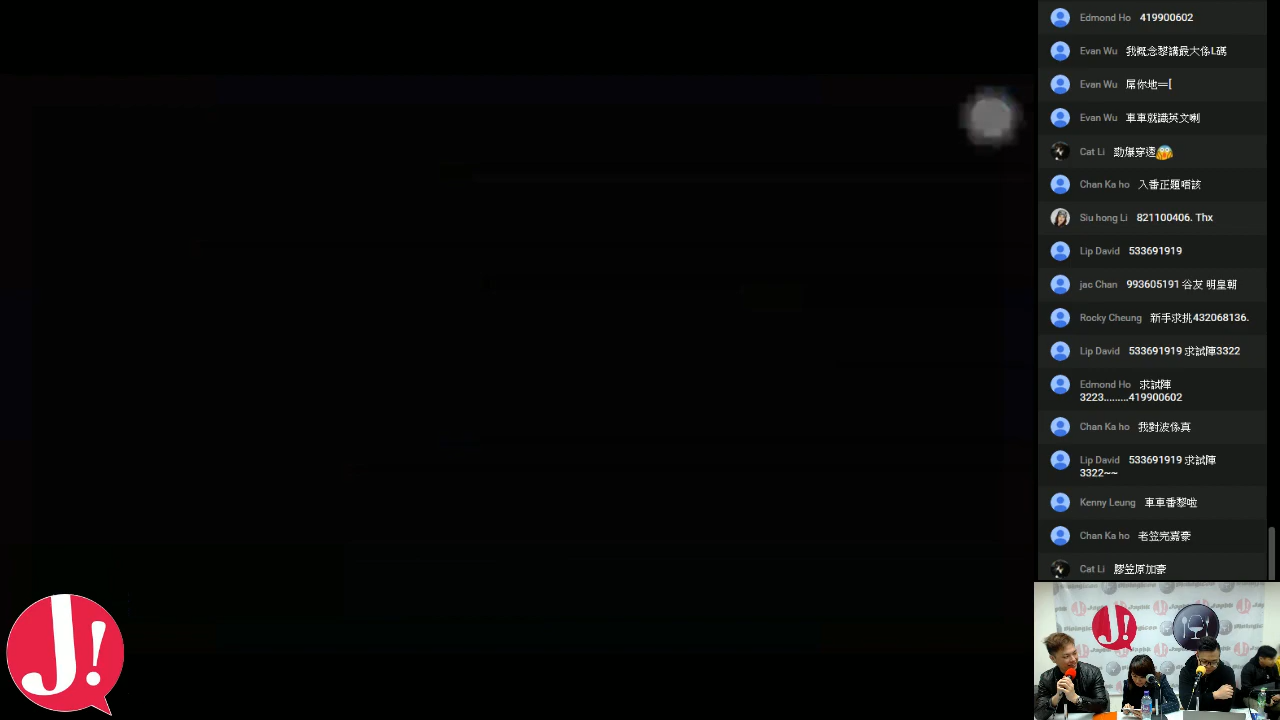 Edmond Ho 419900602
Evan Wu 我概念黎講最大係L碼
Evan Wu 屌你地==[
Evan Wu 車車就識英文喇
Cat Li 勁爆穿透😱
Chan Ka ho 入番正題唔該
Siu hong Li 821100406. Thx
Lip David 533691919
jac Chan 993605191 谷友 明皇朝
Rocky Cheung 新手求批432068136.
Lip David 533691919 求試陣3322
Edmond Ho 求試陣
3223.........419900602
Chan Ka ho 我對波係真
Lip David 533691919 求試陣
3322~~
Kenny Leung 車車番黎啦
Chan Ka ho 老笠完霧豪
Cat Li 膠笠原加豪
J!
J!